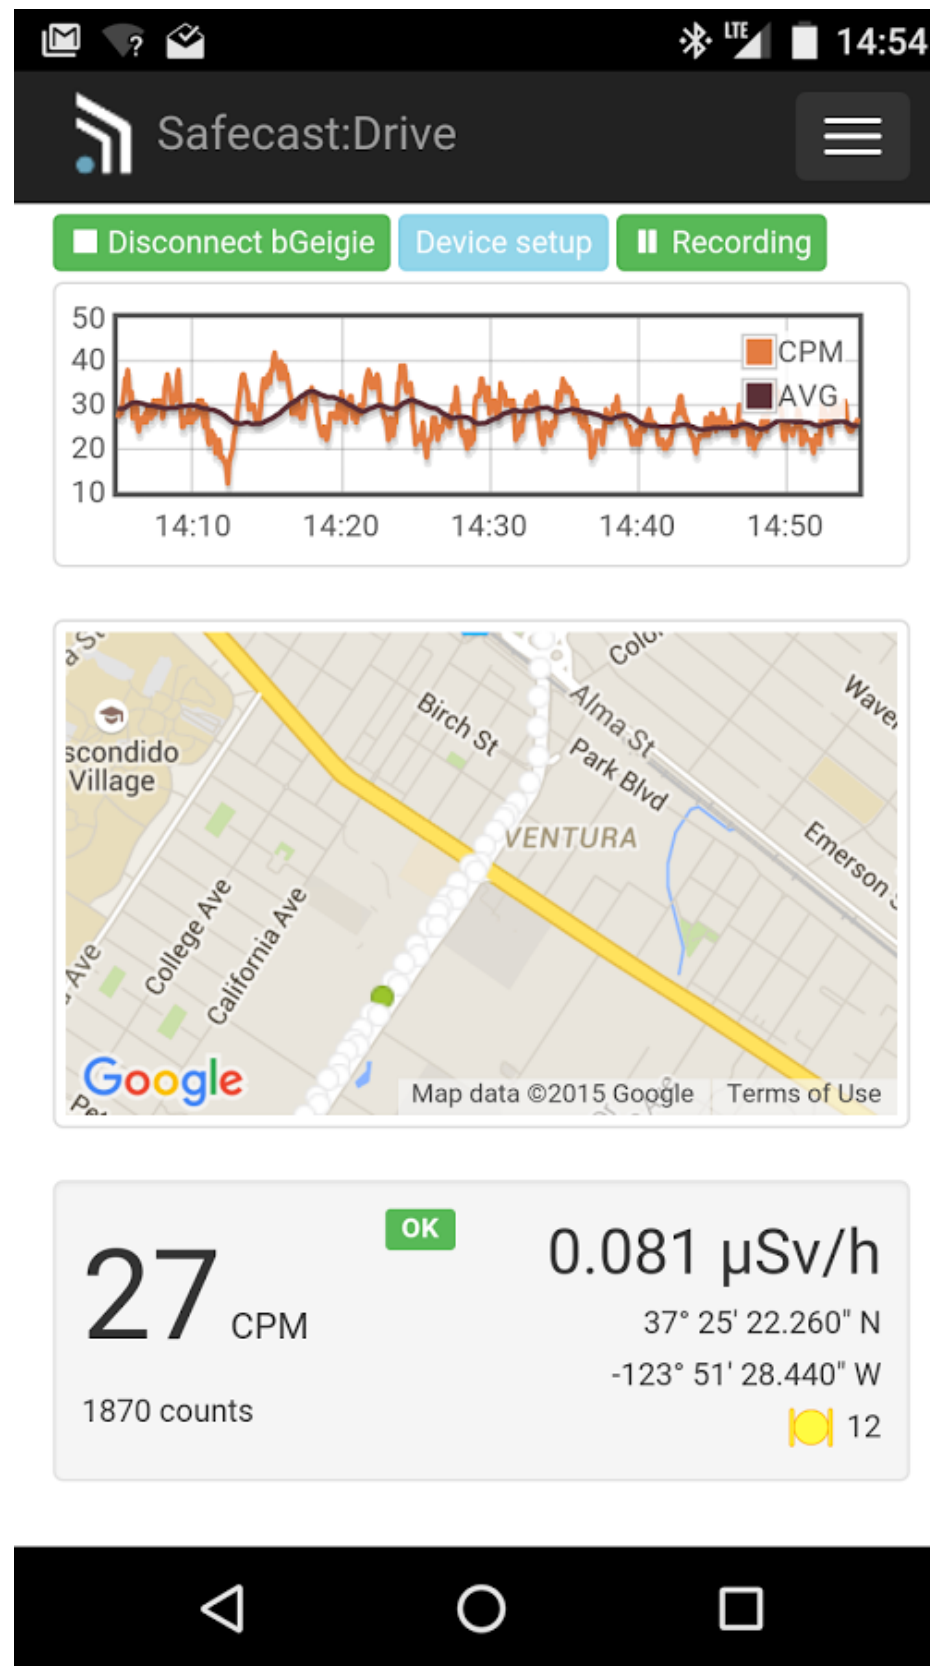 14:54
LTE
Safecast:Drive
Disconnect bGeigie
Device setup
Recording
50
40
30
20
10
CPM
AVG
14:10
14:20
14:30
14:40
14:50
Birch St
Alma St
Park Blvd
scondido
Village
VENTURA
College Ave
California Ave
Ave
Emerson
Google
Map data ©2015 Google
Terms of Use
OK
27 CPM
1870 counts
0.081 µSv/h
37° 25' 22.260" N
-123° 51' 28.440" W
12